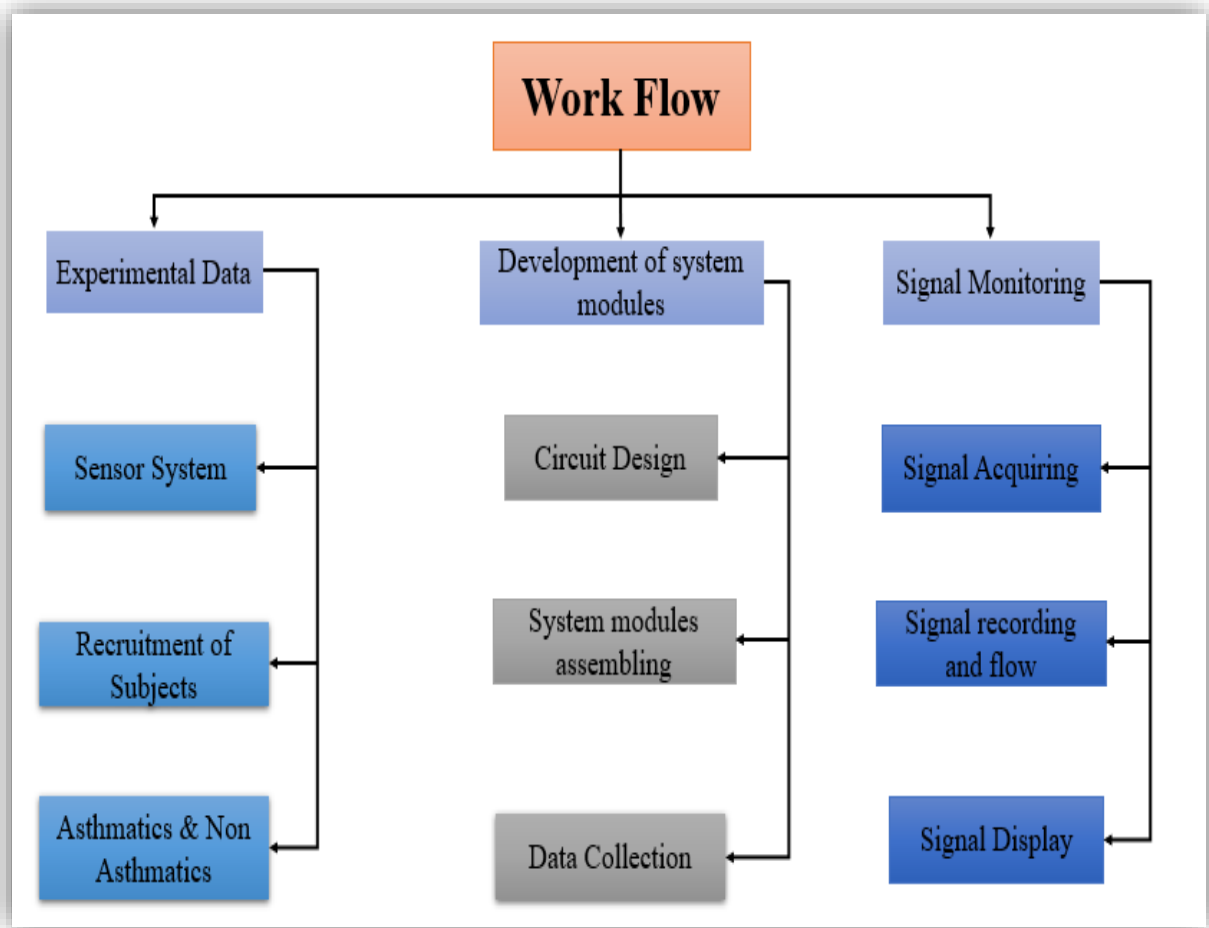 Work Flow
Experimental Data
Sensor System
Recruitment of
Subjects
Asthmatics & Non
Asthmatics
Development of system
modules
Circuit Design
System modules
assembling
Data Collection
Signal Monitoring
Signal Acquiring
Signal recording
and flow
Signal Display